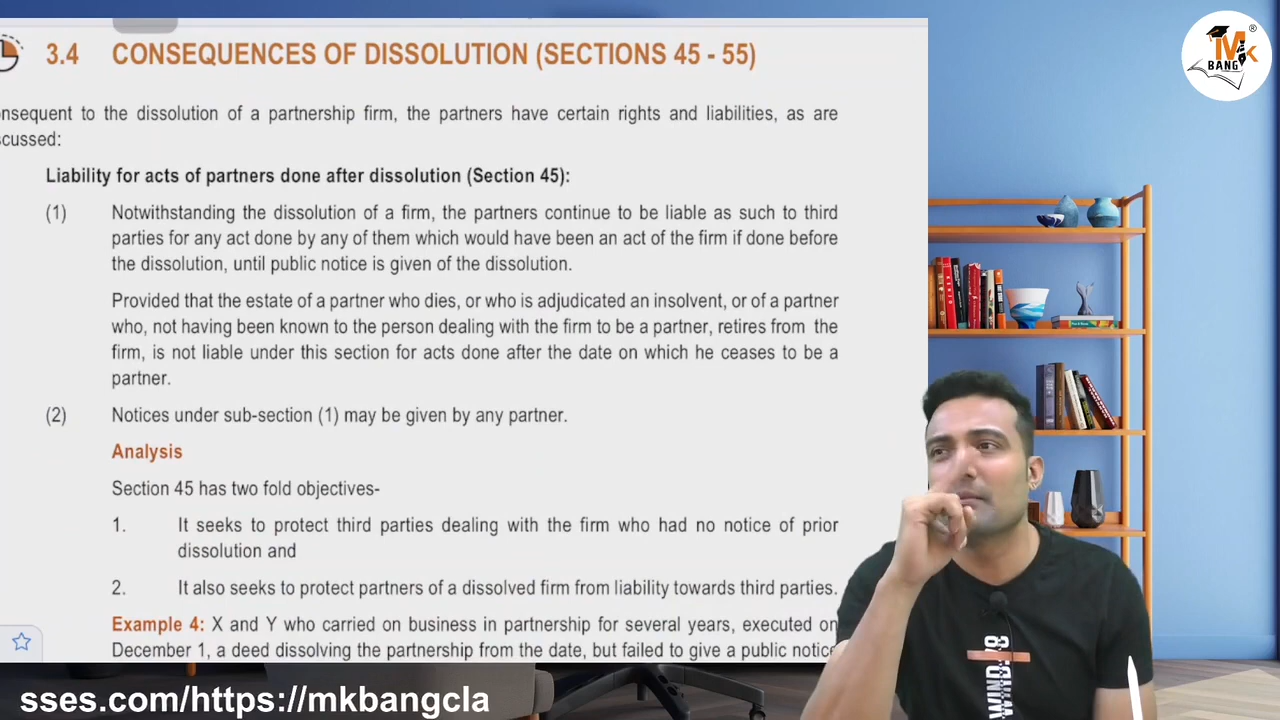 3.4 CONSEQUENCES OF DISSOLUTION (SECTIONS 45 - 55)
MK
BANG
®
onsequent to the dissolution of a partnership firm, the partners have certain rights and liabilities, as are
scussed:
Liability for acts of partners done after dissolution (Section 45):
(1) Notwithstanding the dissolution of a firm, the partners continue to be liable as such to third
parties for any act done by any of them which would have been an act of the firm if done before
the dissolution, until public notice is given of the dissolution.
Provided that the estate of a partner who dies, or who is adjudicated an insolvent, or of a partner
who, not having been known to the person dealing with the firm to be a partner, retires from the
firm, is not liable under this section for acts done after the date on which he ceases to be a
partner.
(2) Notices under sub-section (1) may be given by any partner.
Analysis
Section 45 has two fold objectives-
1. It seeks to protect third parties dealing with the firm who had no notice of prior
dissolution and
2. It also seeks to protect partners of a dissolved firm from liability towards third parties.
Example 4: X and Y who carried on business in partnership for several years, executed on
December 1, a deed dissolving the partnership from the date, but failed to give a public notice
sses.com/https://mkbangcla